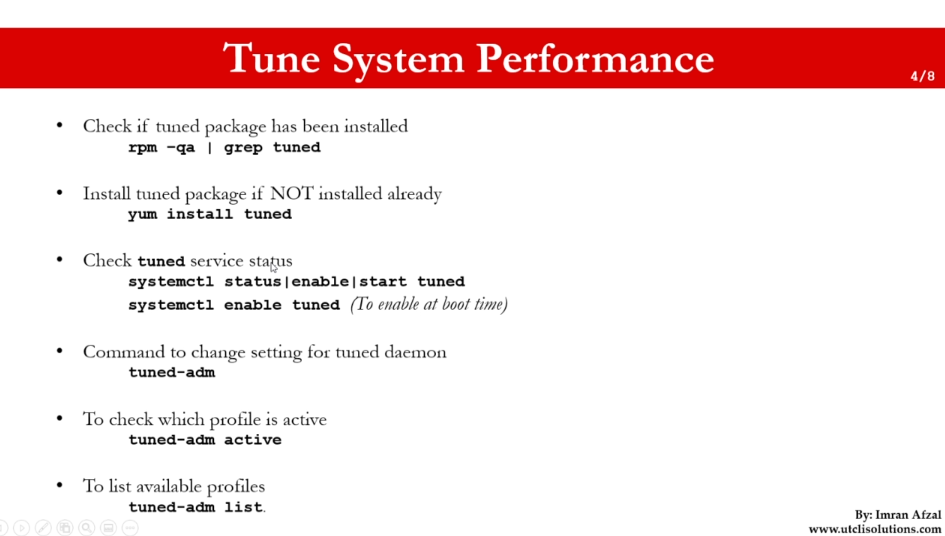 Tune System Performance
4/8
• Check if tuned package has been installed
rpm –qa | grep tuned
• Install tuned package if NOT installed already
yum install tuned
• Check tuned service status
systemctl status|enable|start tuned
systemctl enable tuned (To enable at boot time)
• Command to change setting for tuned daemon
tuned-adm
• To check which profile is active
tuned-adm active
• To list available profiles
tuned-adm list.
By: Imran Afzal
www.utclisolutions.com